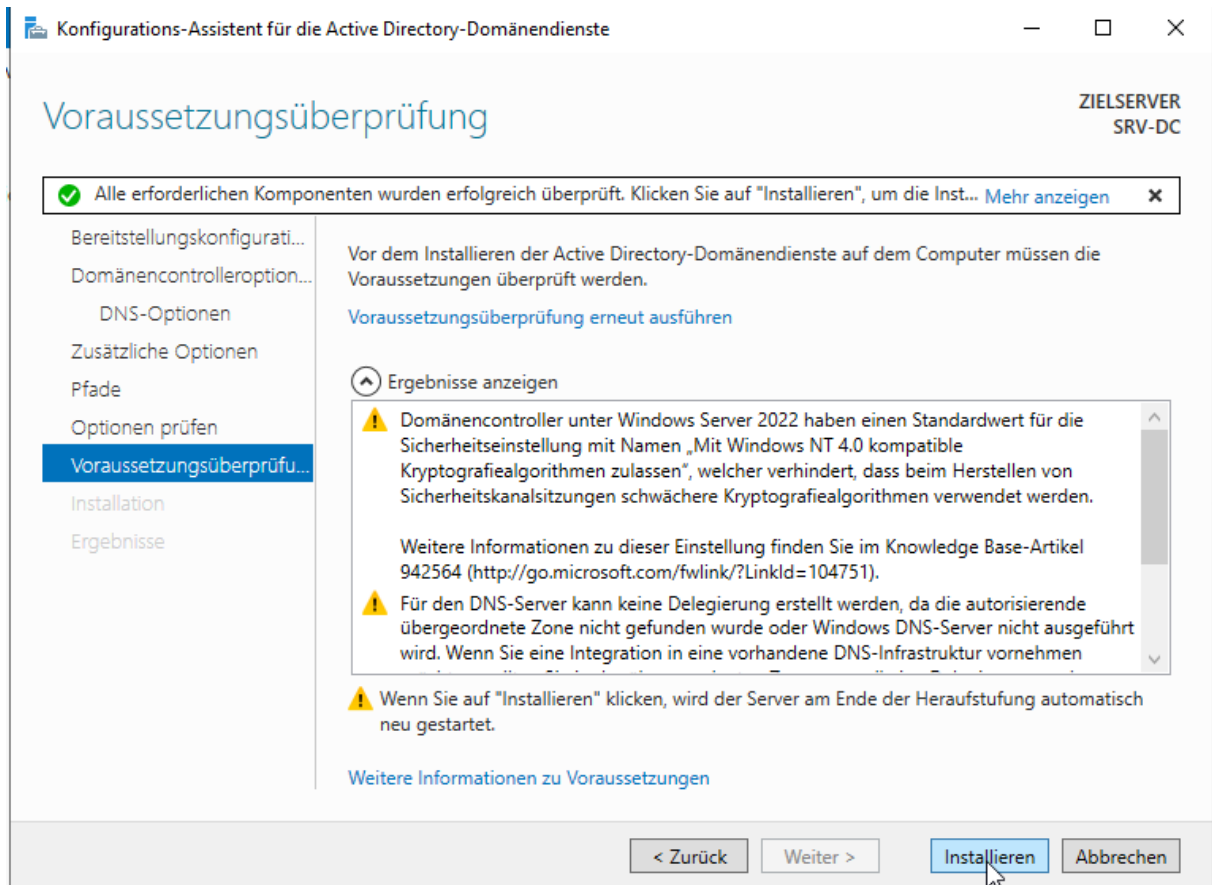 Konfigurations-Assistent für die Active Directory-Domänendienste
Voraussetzungsüberprüfung
ZIELSERVER
SRV-DC
Alle erforderlichen Komponenten wurden erfolgreich überprüft. Klicken Sie auf "Installieren", um die Inst... Mehr anzeigen
Bereitstellungskonfigurati...
Domänencontrolleroption...
DNS-Optionen
Zusätzliche Optionen
Pfade
Optionen prüfen
Voraussetzungsüberprüfu...
Installation
Ergebnisse
Vor dem Installieren der Active Directory-Domänendienste auf dem Computer müssen die
Voraussetzungen überprüft werden.
Voraussetzungsüberprüfung erneut ausführen
Ergebnisse anzeigen
Domänencontroller unter Windows Server 2022 haben einen Standardwert für die
Sicherheitseinstellung mit Namen „Mit Windows NT 4.0 kompatible
Kryptografiealgorithmen zulassen“, welcher verhindert, dass beim Herstellen von
Sicherheitskanalsitzungen schwächere Kryptografiealgorithmen verwendet werden.
Weitere Informationen zu dieser Einstellung finden Sie im Knowledge Base-Artikel
942564 (http://go.microsoft.com/fwlink/?LinkId=104751).
Für den DNS-Server kann keine Delegierung erstellt werden, da die autorisierende
übergeordnete Zone nicht gefunden wurde oder Windows DNS-Server nicht ausgeführt
wird. Wenn Sie eine Integration in eine vorhandene DNS-Infrastruktur vornehmen
Wenn Sie auf "Installieren" klicken, wird der Server am Ende der Heraufstufung automatisch
neu gestartet.
Weitere Informationen zu Voraussetzungen
< Zurück
Weiter >
Installieren
Abbrechen